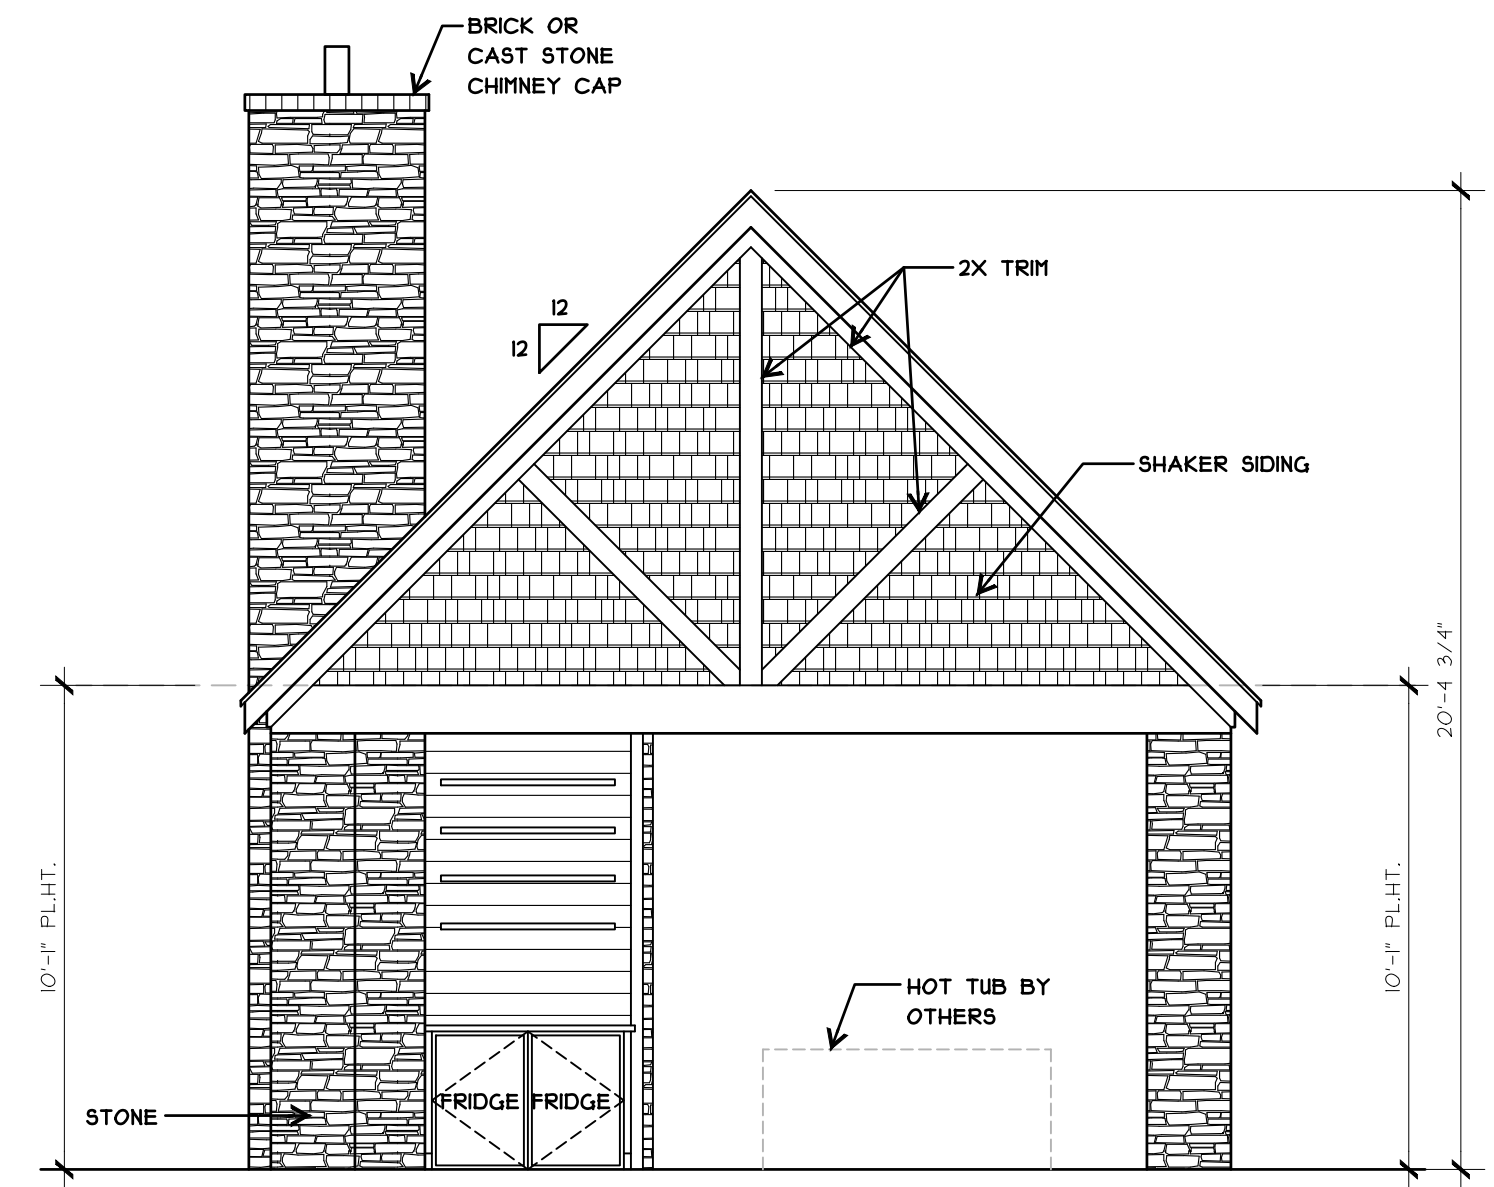 BRICK OR
CAST STONE
CHIMNEY CAP
2X TRIM
12
12
SHAKER SIDING
20'-4 3/4"
10'-1" PL.HT.
10'-1" PL.HT.
HOT TUB BY
OTHERS
FRIDGE FRIDGE
STONE